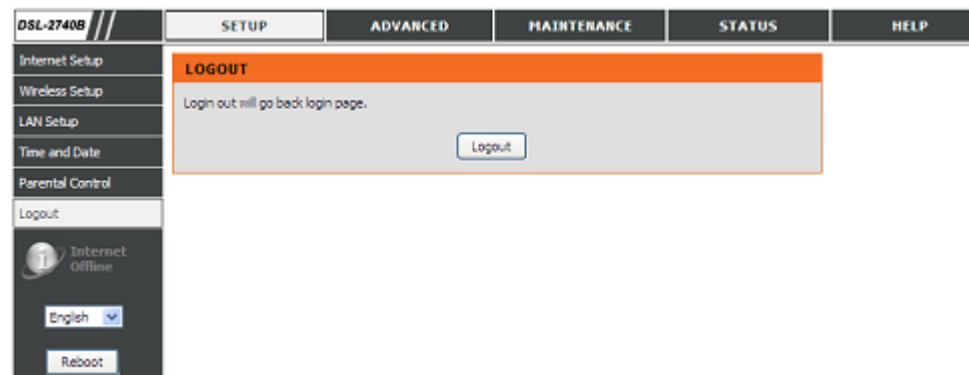 DSL-2740B
SETUP ADVANCED MAINTENANCE STATUS HELP
Internet Setup
Wireless Setup
LAN Setup
Time and Date
Parental Control
Logout
Internet
Offline
English
Reboot
LOGOUT
Login out will go back login page.
Logout